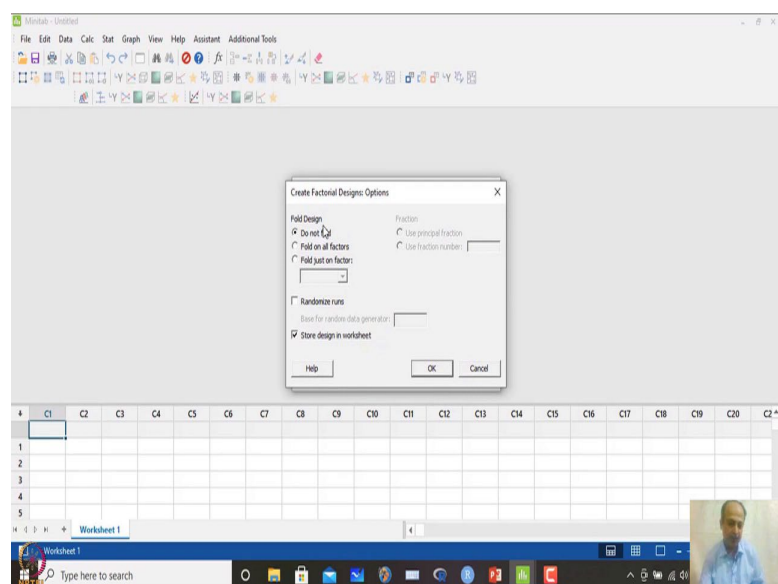 Minitab - Untitled
File Edit Data Calc Stat Graph View Help Assistant Additional Tools
Create Factorial Designs: Options
Fold Design
Fraction
Do not fold
Use principal fraction
Fold on all factors
Use fraction number:
Fold just on factor:
Randomize runs
Base for random data generator:
Store design in worksheet
Help OK Cancel
C1 C2 C3 C4 C5 C6 C7 C8 C9 C10 C11 C12 C13 C14 C15 C16 C17 C18 C19 C20 C2
1
2
3
4
5
Worksheet 1
Worksheet 1
Type here to search